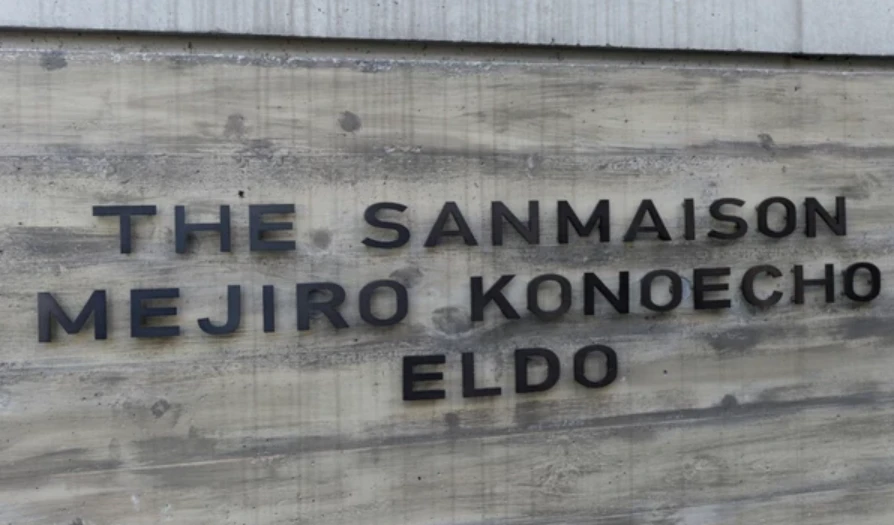 THE SANMAISON
MEJIRO KONOECHO
ELDO